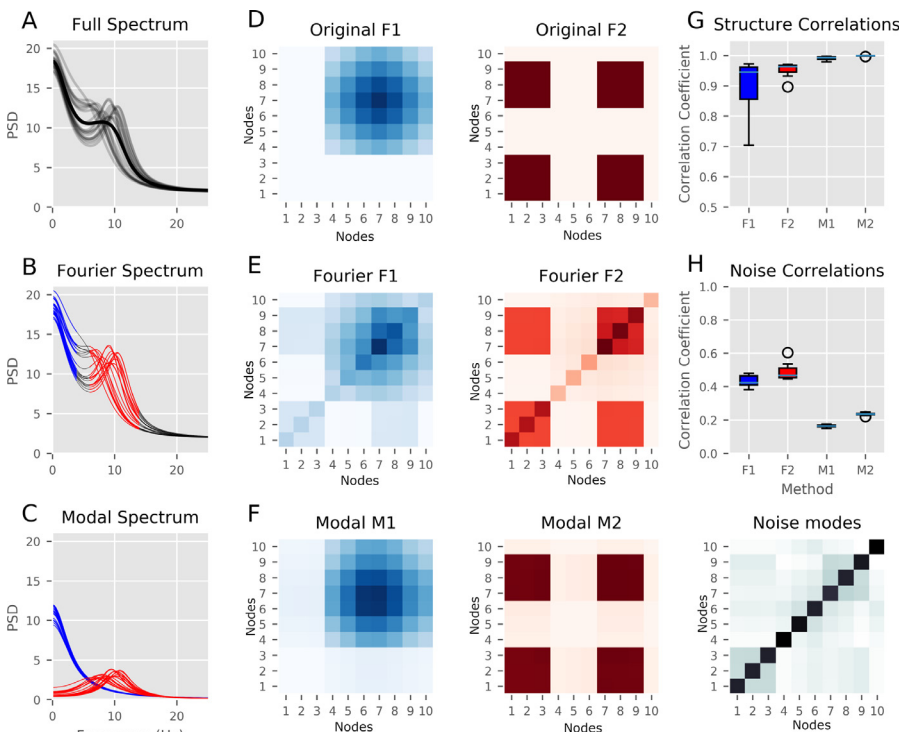 A Full Spectrum
20
15
10
5
0
PSD
0 10 20
B Fourier Spectrum
20
15
10
5
0
PSD
0 10 20
C Modal Spectrum
20
15
10
5
0
PSD
0 10 20
D Original F1
10
9
8
7
6
5
4
3
2
1
Nodes
1 2 3 4 5 6 7 8 9 10
Nodes
Original F2
10
9
8
7
6
5
4
3
2
1
Nodes
1 2 3 4 5 6 7 8 9 10
Nodes
E Fourier F1
10
9
8
7
6
5
4
3
2
1
Nodes
1 2 3 4 5 6 7 8 9 10
Nodes
Fourier F2
10
9
8
7
6
5
4
3
2
1
Nodes
1 2 3 4 5 6 7 8 9 10
Nodes
F Modal M1
10
9
8
7
6
5
4
3
2
1
Nodes
1 2 3 4 5 6 7 8 9 10
Nodes
Modal M2
10
9
8
7
6
5
4
3
2
1
Nodes
1 2 3 4 5 6 7 8 9 10
Nodes
G Structure Correlations
1.0
0.9
0.8
0.7
0.6
0.5
Correlation Coefficient
F1 F2 M1 M2
H Noise Correlations
1.0
0.8
0.6
0.4
0.2
0.0
Correlation Coefficient
F1 F2 M1 M2
Method
Noise modes
10
9
8
7
6
5
4
3
2
1
Nodes
1 2 3 4 5 6 7 8 9 10
Nodes